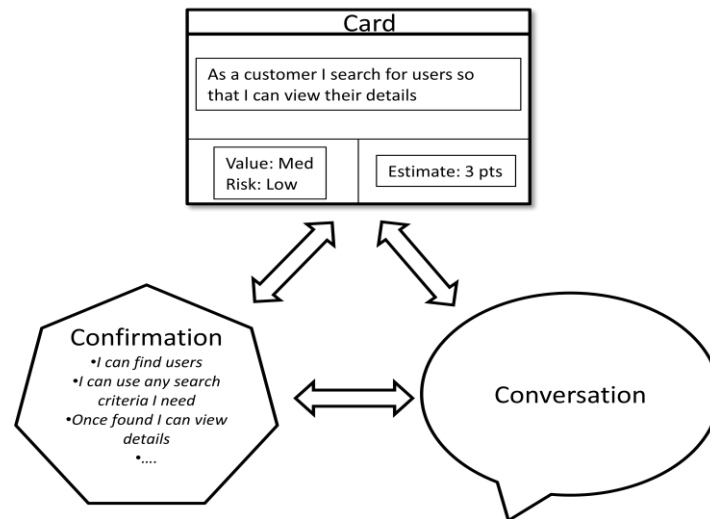 Card
As a customer I search for users so
that I can view their details
Value: Med
Risk: Low
Estimate: 3 pts
Confirmation
•I can find users
•I can use any search
criteria I need
•Once found I can view
details
•....
Conversation